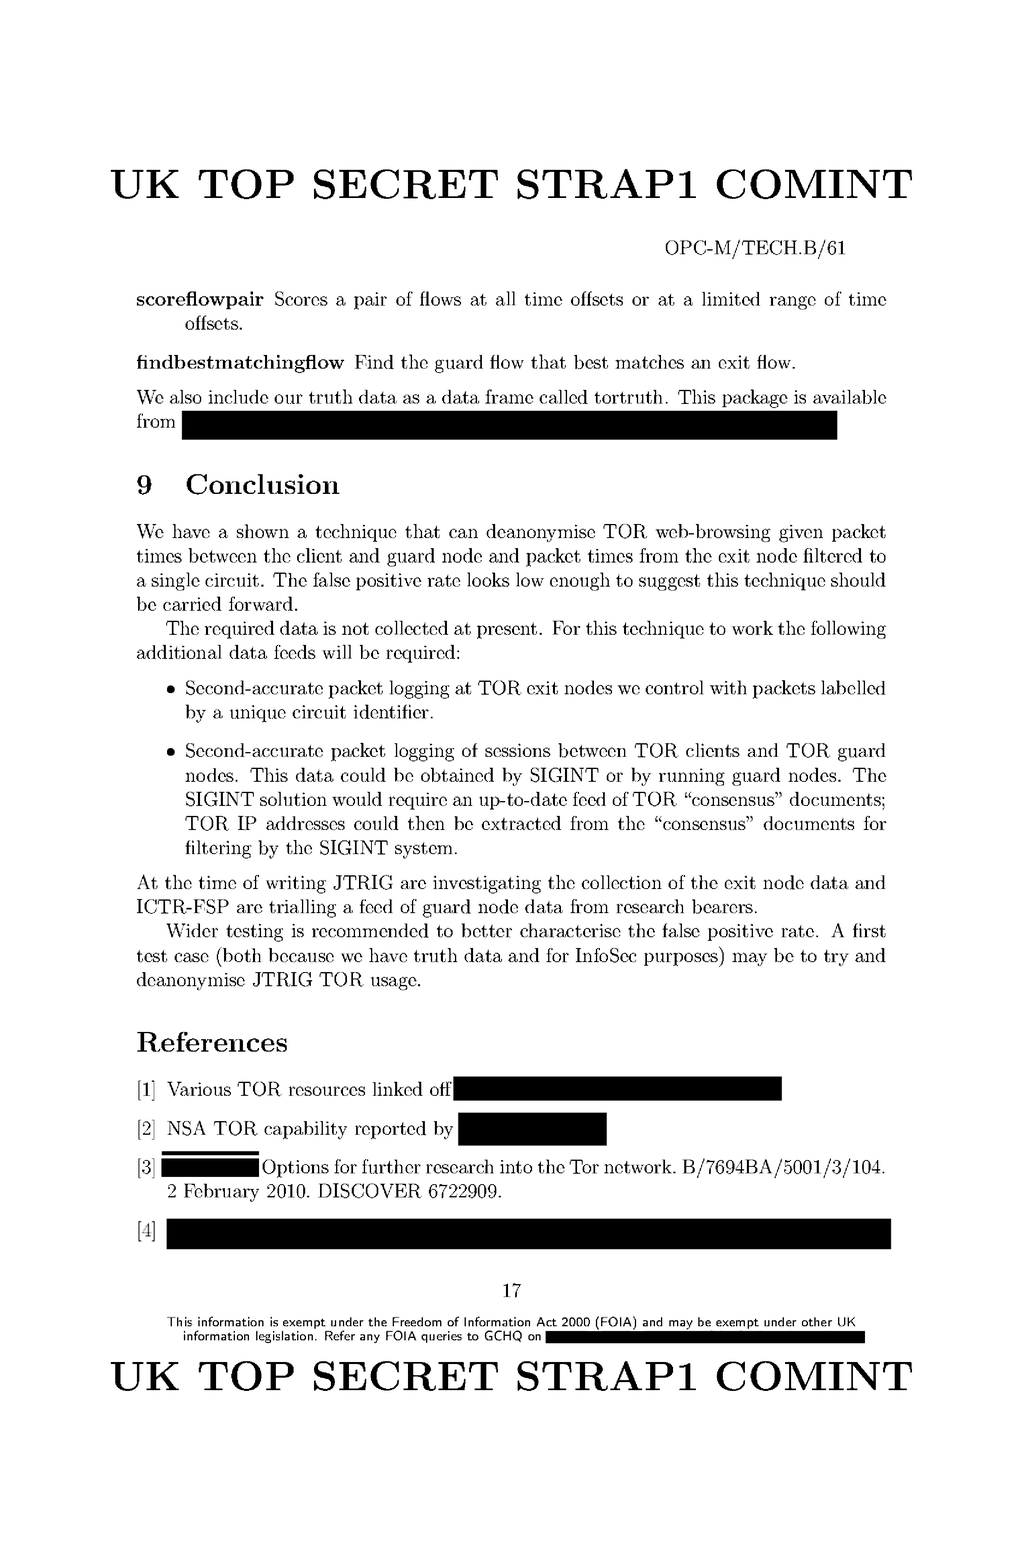 UK TOP SECRET STRAP1 COMINT
OPC-M/TECH.B/61
scoreflowpair Scores a pair of flows at all time offsets or at a limited range of time
offsets.
findbestmatchingflow Find the guard flow that best matches an exit flow.
We also include our truth data as a data frame called tortruth. This package is available
from
9 Conclusion
We have a shown a technique that can deanonymise TOR web-browsing given packet
times between the client and guard node and packet times from the exit node filtered to
a single circuit. The false positive rate looks low enough to suggest this technique should
be carried forward.
The required data is not collected at present. For this technique to work the following
additional data feeds will be required:
• Second-accurate packet logging at TOR exit nodes we control with packets labelled
by a unique circuit identifier.
• Second-accurate packet logging of sessions between TOR clients and TOR guard
nodes. This data could be obtained by SIGINT or by running guard nodes. The
SIGINT solution would require an up-to-date feed of TOR “consensus” documents;
TOR IP addresses could then be extracted from the “consensus” documents for
filtering by the SIGINT system.
At the time of writing JTRIG are investigating the collection of the exit node data and
ICTR-FSP are trialling a feed of guard node data from research bearers.
Wider testing is recommended to better characterise the false positive rate. A first
test case (both because we have truth data and for InfoSec purposes) may be to try and
deanonymise JTRIG TOR usage.
References
[1] Various TOR resources linked off
[2] NSA TOR capability reported by
[3] Options for further research into the Tor network. B/7694BA/5001/3/104.
2 February 2010. DISCOVER 6722909.
[4]
17
This information is exempt under the Freedom of Information Act 2000 (FOIA) and may be exempt under other UK
information legislation. Refer any FOIA queries to GCHQ on
UK TOP SECRET STRAP1 COMINT